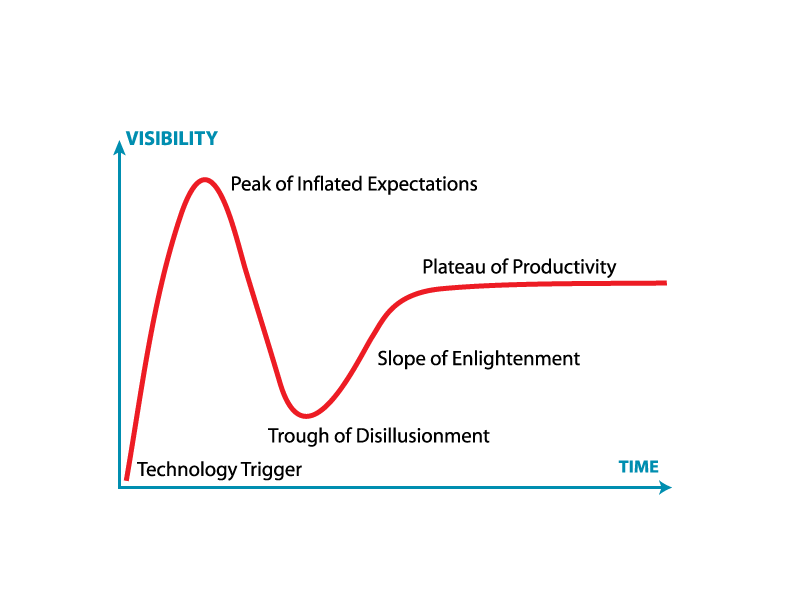 VISIBILITY
Peak of Inflated Expectations
Plateau of Productivity
Slope of Enlightenment
Trough of Disillusionment
Technology Trigger
TIME